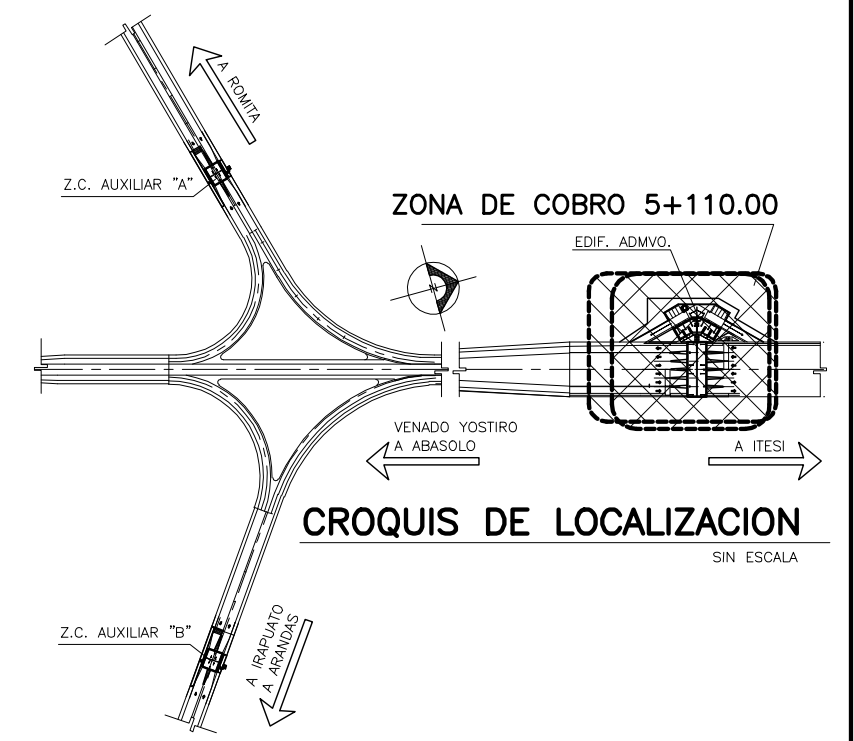 A ROMITA
Z.C. AUXILIAR "A"
ZONA DE COBRO 5+110.00
EDIF. ADMVO.
N
VENADO YOSTIRO
A ABASOLO
A ITESI
CROQUIS DE LOCALIZACION
SIN ESCALA
Z.C. AUXILIAR "B"
A IRAPUATO
A ARANDAS